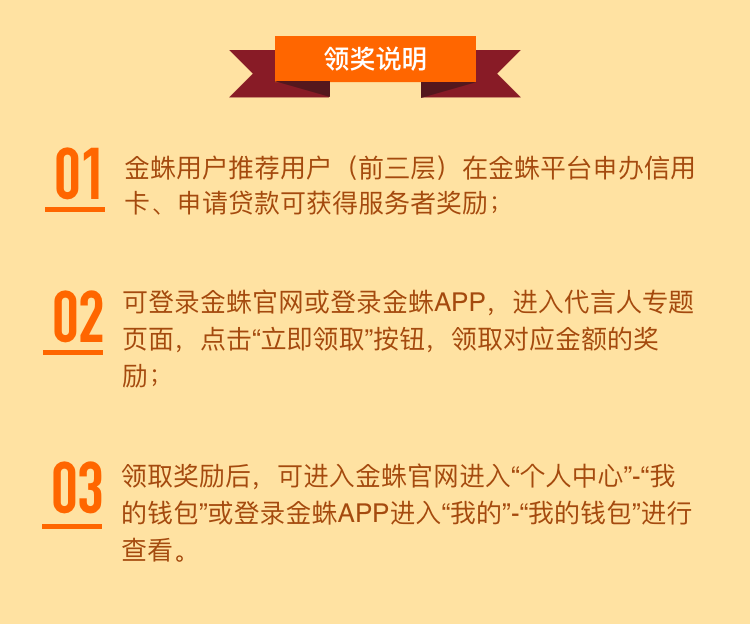 领奖说明
01
金蛛用户推荐用户（前三层）在金蛛平台申办信用
卡、申请贷款可获得服务者奖励；
02
可登录金蛛官网或登录金蛛APP，进入代言人专题
页面，点击“立即领取”按钮，领取对应金额的奖
励；
03
领取奖励后，可进入金蛛官网进入“个人中心”-“我
的钱包”或登录金蛛APP进入“我的”-“我的钱包”进行
查看。